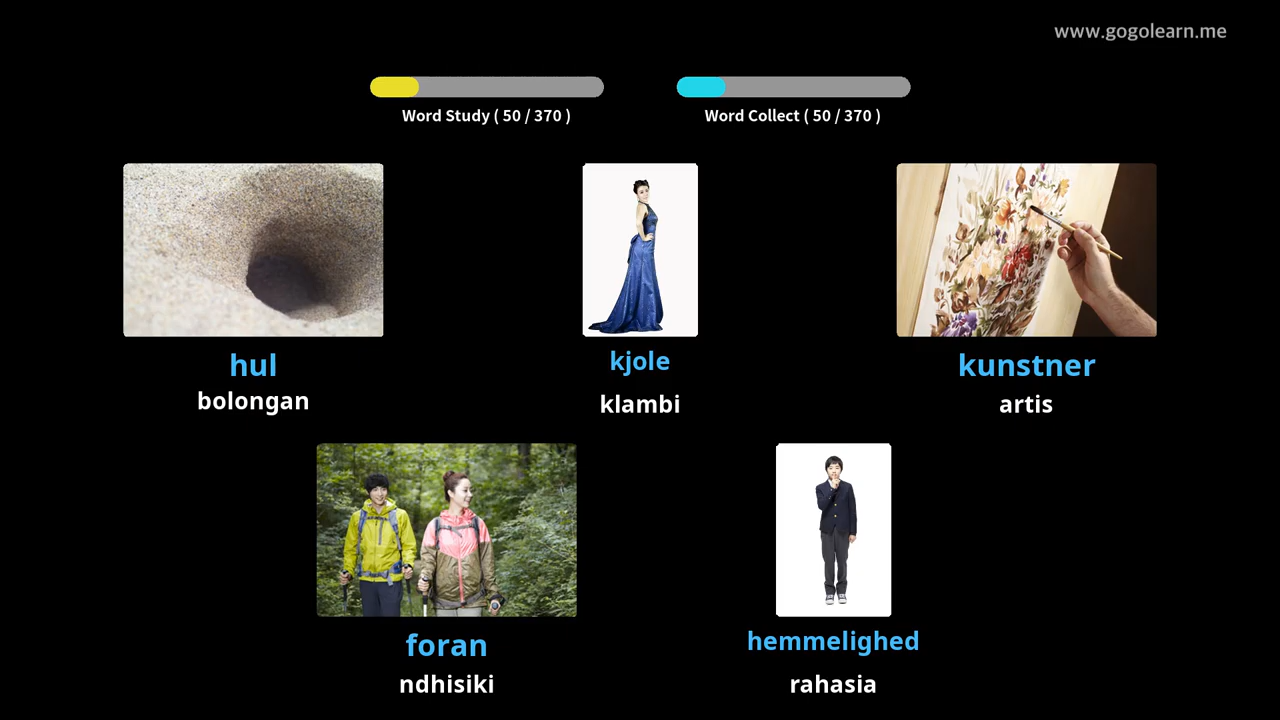 www.gogolearn.me
Word Study ( 50 / 370 )
Word Collect ( 50 / 370 )
hul
bolongan
kjole
klambi
kunstner
artis
foran
ndhisiki
hemmelighed
rahasia